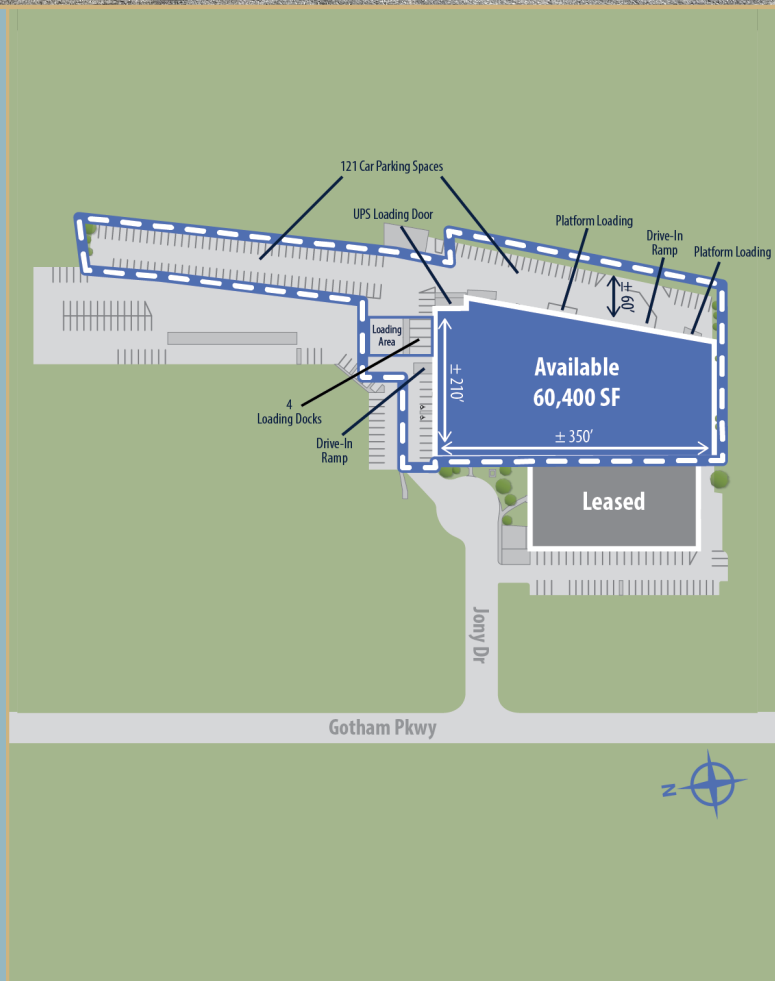 121 Car Parking Spaces
UPS Loading Door
Platform Loading
Drive-In
Ramp
Platform Loading
± 60’
Loading
Area
± 210’
Available
60,400 SF
4
Loading Docks
Drive-In
Ramp
± 350’
Leased
Jony Dr
Gotham Pkwy
N